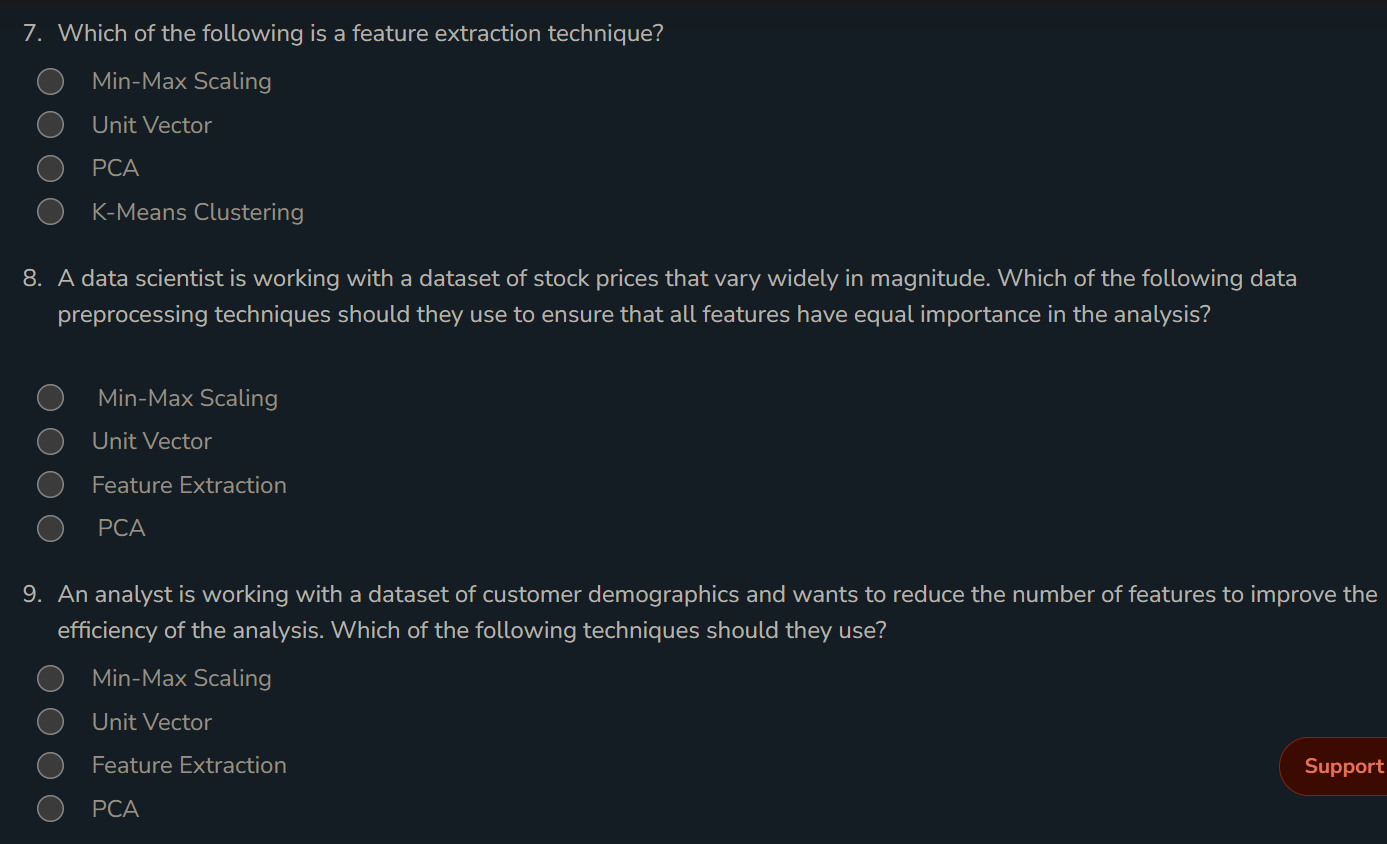 7. Which of the following is a feature extraction technique?
Min-Max Scaling
Unit Vector
PCA
K-Means Clustering
8. A data scientist is working with a dataset of stock prices that vary widely in magnitude. Which of the following data
preprocessing techniques should they use to ensure that all features have equal importance in the analysis?
Min-Max Scaling
Unit Vector
Feature Extraction
PCA
9. An analyst is working with a dataset of customer demographics and wants to reduce the number of features to improve the
efficiency of the analysis. Which of the following techniques should they use?
Min-Max Scaling
Unit Vector
Feature Extraction
Support
PCA